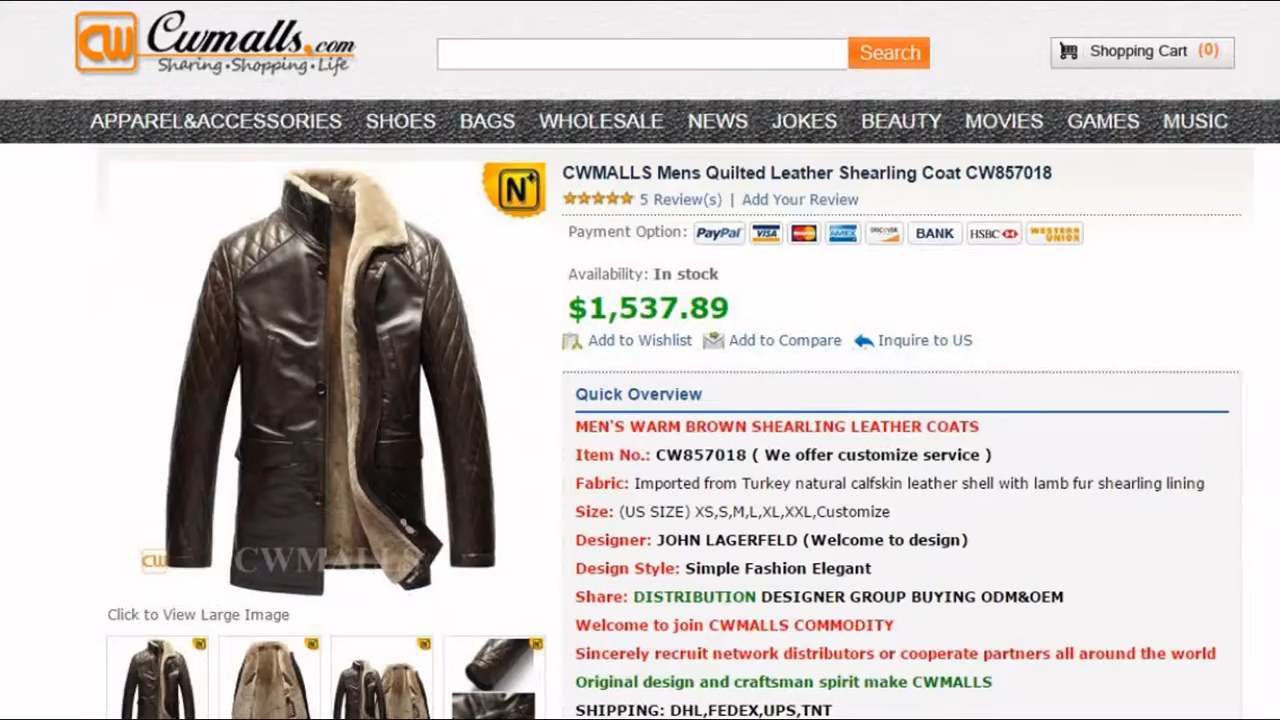 CW Cwmalls.com
Sharing·Shopping·Life
Search
Shopping Cart (0)
APPAREL&ACCESSORIES SHOES BAGS WHOLESALE NEWS JOKES BEAUTY MOVIES GAMES MUSIC
N+
CWMALLS Mens Quilted Leather Shearling Coat CW857018
5 Review(s) | Add Your Review
Payment Option: PayPal VISA MasterCard AMEX DISCOVER BANK HSBC WESTERN UNION
Availability: In stock
$1,537.89
Add to Wishlist Add to Compare Inquire to US
Quick Overview
MEN'S WARM BROWN SHEARLING LEATHER COATS
Item No.: CW857018 ( We offer customize service )
Fabric: Imported from Turkey natural calfskin leather shell with lamb fur shearling lining
Size: (US SIZE) XS,S,M,L,XL,XXL,Customize
Designer: JOHN LAGERFELD (Welcome to design)
Design Style: Simple Fashion Elegant
Share: DISTRIBUTION DESIGNER GROUP BUYING ODM&OEM
Welcome to join CWMALLS COMMODITY
Sincerely recruit network distributors or cooperate partners all around the world
Original design and craftsman spirit make CWMALLS
SHIPPING: DHL,FEDEX,UPS,TNT
CW CWMALLS
Click to View Large Image